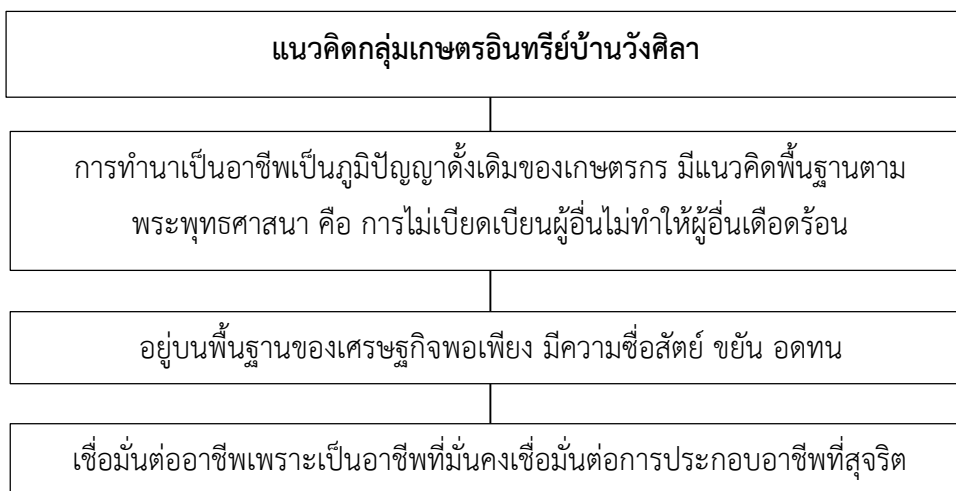 แนวคิดกลุ่มเกษตรอินทรีย์บ้านวังศิลา
การทำนาเป็นอาชีพเป็นภูมิปัญญาดั้งเดิมของเกษตรกร มีแนวคิดพื้นฐานตาม
พระพุทธศาสนา คือ การไม่เบียดเบียนผู้อื่นไม่ทำให้ผู้อื่นเดือดร้อน
อยู่บนพื้นฐานของเศรษฐกิจพอเพียง มีความซื่อสัตย์ ขยัน อดทน
เชื่อมั่นต่ออาชีพเพราะเป็นอาชีพที่มั่นคงเชื่อมั่นต่อการประกอบอาชีพที่สุจริต